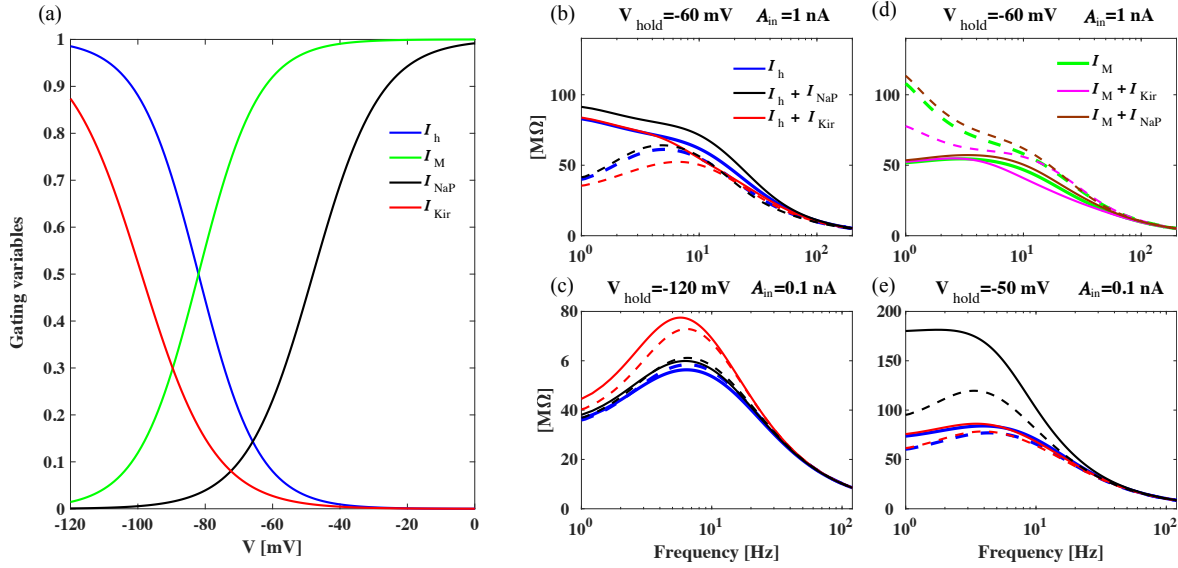 (a)
1
0.9
0.8
0.7
0.6
0.5
0.4
0.3
0.2
0.1
0
-120
-100
-80
-60
-40
-20
0
V [mV]
Gating variables
I h
I M
I NaP
I Kir
(b)
V hold=-60 mV A in=1 nA
100
50
0
[MΩ]
10^0
10^1
10^2
I h
I h + I NaP
I h + I Kir
(d)
V hold=-60 mV A in=1 nA
100
50
0
10^0
10^1
10^2
I M
I M + I Kir
I M + I NaP
(c)
V hold=-120 mV A in=0.1 nA
80
6
40
20
0
[MΩ]
10^0
10^1
10^2
Frequency [Hz]
(e)
V hold=-50 mV A in=0.1 nA
200
150
100
50
0
10^0
10^1
10^2
Frequency [Hz]